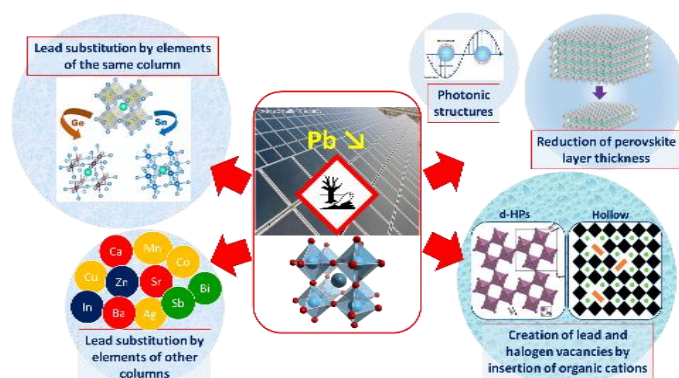 Lead substitution by elements
of the same column
Ge
Sn
Photonic
structures
Reduction of perovskite
layer thickness
Pb ↘
d-HPs
Hollow
Ca
Mn
Co
Cu
Zn
Sr
Bi
In
Ba
Ag
Sb
Lead substitution by
elements of other
columns
Creation of lead and
halogen vacancies by
insertion of organic cations